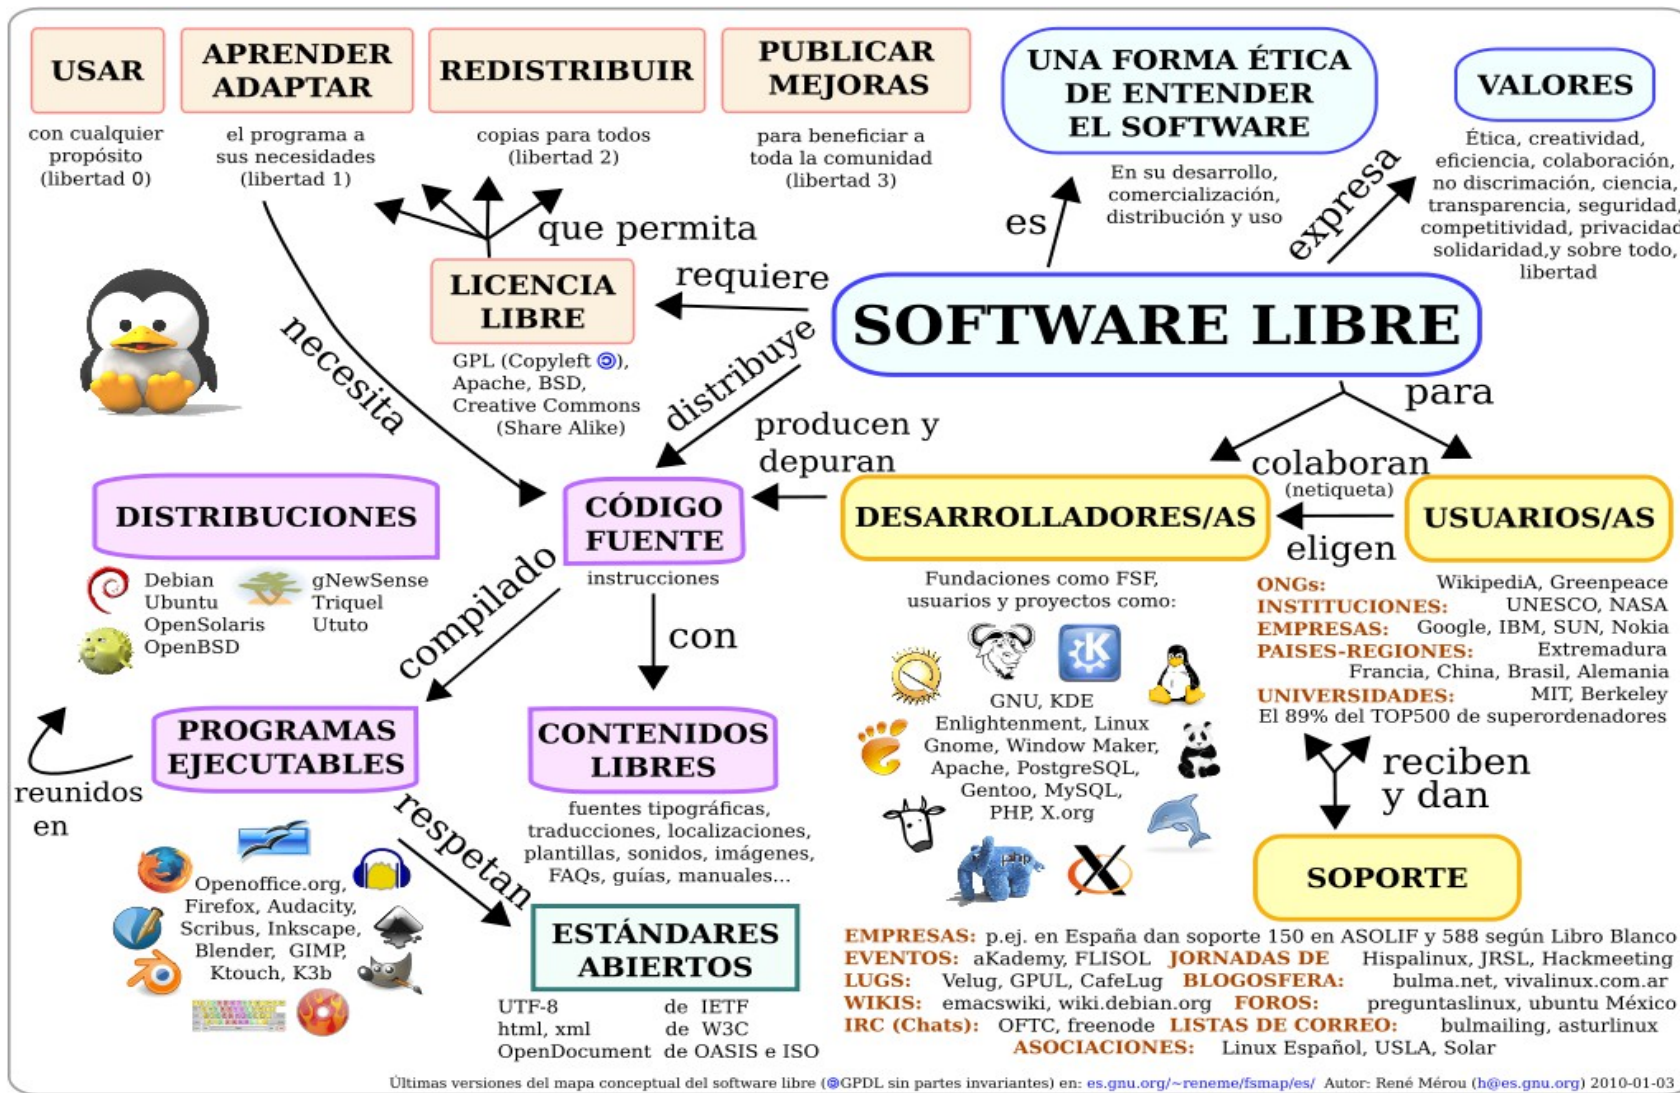 USAR
con cualquier
propósito
(libertad 0)
APRENDER
ADAPTAR
el programa a
sus necesidades
(libertad 1)
REDISTRIBUIR
copias para todos
(libertad 2)
PUBLICAR
MEJORAS
para beneficiar a
toda la comunidad
(libertad 3)
UNA FORMA ÉTICA
DE ENTENDER
EL SOFTWARE
En su desarrollo,
comercialización,
distribución y uso
VALORES
Ética, creatividad,
eficiencia, colaboración,
no discrimación, ciencia,
transparencia, seguridad,
competitividad, privacidad
solidaridad,y sobre todo,
libertad
es
expresa
que permita
LICENCIA
LIBRE
GPL (Copyleft),
Apache, BSD,
Creative Commons
(Share Alike)
requiere
SOFTWARE LIBRE
necesita
distribuye
para
producen y
depuran
DISTRIBUCIONES
Debian
Ubuntu
OpenSolaris
OpenBSD
gNewSense
Triquel
Ututo
CÓDIGO
FUENTE
instrucciones
DESARROLLADORES/AS
Fundaciones como FSF,
usuarios y proyectos como:
GNU, KDE
Enlightenment, Linux
Gnome, Window Maker,
Apache, PostgreSQL,
Gentoo, MySQL,
PHP, X.org
php
colaboran
(netiqueta)
eligen
USUARIOS/AS
ONGs: WikipediA, Greenpeace
INSTITUCIONES: UNESCO, NASA
EMPRESAS: Google, IBM, SUN, Nokia
PAISES-REGIONES: Extremadura
Francia, China, Brasil, Alemania
UNIVERSIDADES: MIT, Berkeley
El 89% del TOP500 de superordenadores
compilado
con
PROGRAMAS
EJECUTABLES
reunidos
en
Openoffice.org,
Firefox, Audacity,
Scribus, Inkscape,
Blender, GIMP,
Ktouch, K3b
CONTENIDOS
LIBRES
fuentes tipográficas,
traducciones, localizaciones,
plantillas, sonidos, imágenes,
FAQs, guías, manuales...
respetan
ESTÁNDARES
ABIERTOS
UTF-8 de IETF
html, xml de W3C
OpenDocument de OASIS e ISO
reciben
y dan
SOPORTE
EMPRESAS: p.ej. en España dan soporte 150 en ASOLIF y 588 según Libro Blanco
EVENTOS: aKademy, FLISOL JORNADAS DE Hispalinux, JRSL, Hackmeeting
LUGS: Velug, GPUL, CafeLug BLOGOSFERA: bulma.net, vivalinux.com.ar
WIKIS: emacswiki, wiki.debian.org FOROS: preguntaslinux, ubuntu México
IRC (Chats): OFTC, freenode LISTAS DE CORREO: bulmailing, asturlinux
ASOCIACIONES: Linux Español, USLA, Solar
Últimas versiones del mapa conceptual del software libre (GPDL sin partes invariantes) en: es.gnu.org/~reneme/fsmap/es/ Autor: René Mérou (h@es.gnu.org) 2010-01-03